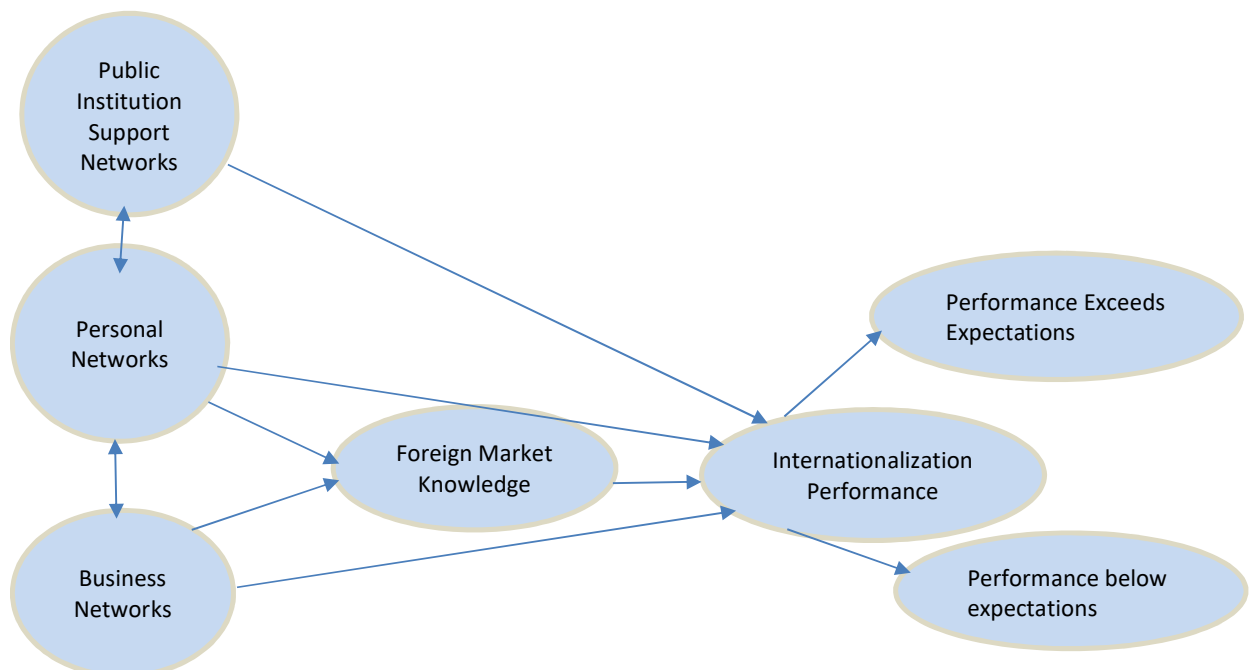 Public
Institution
Support
Networks
Personal
Networks
Business
Networks
Foreign Market
Knowledge
Internationalization
Performance
Performance Exceeds
Expectations
Performance below
expectations